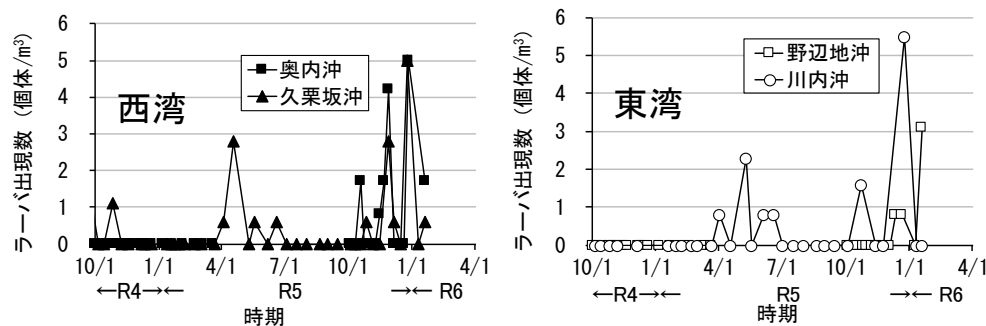 6
5
4
3
2
1
0
ラーバ出現数 (個体/㎥)
西湾
奥内沖
久栗坂沖
10/1 1/1 4/1 7/1 10/1 1/1 4/1
←R4→← R5 →← R6
時期
6
5
4
3
2
1
0
ラーバ出現数 (個体/㎥)
東湾
野辺地沖
川内沖
10/1 1/1 4/1 7/1 10/1 1/1 4/1
←R4→← R5 →← R6
時期